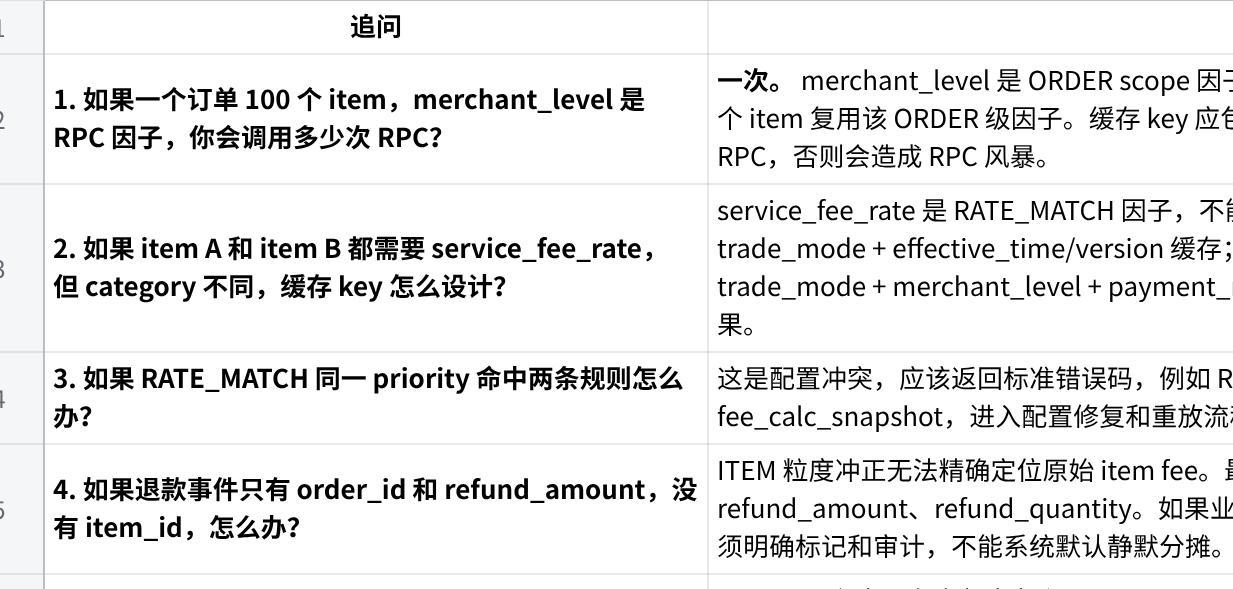 追问
1. 如果一个订单 100 个 item，merchant_level 是
RPC 因子，你会调用多少次 RPC？
一次。 merchant_level 是 ORDER scope 因
个 item 复用该 ORDER 级因子。缓存 key 应
RPC，否则会造成 RPC 风暴。
2. 如果 item A 和 item B 都需要 service_fee_rate，
但 category 不同，缓存 key 怎么设计？
service_fee_rate 是 RATE_MATCH 因子，不
trade_mode + effective_time/version 缓存；
trade_mode + merchant_level + payment_
果。
3. 如果 RATE_MATCH 同一 priority 命中两条规则怎么
办？
这是配置冲突，应该返回标准错误码，例如 R
fee_calc_snapshot，进入配置修复和重放流
4. 如果退款事件只有 order_id 和 refund_amount，没
有 item_id，怎么办？
ITEM 粒度冲正无法精确定位原始 item fee。
refund_amount、refund_quantity。如果业
须明确标记和审计，不能系统默认静默分摊。